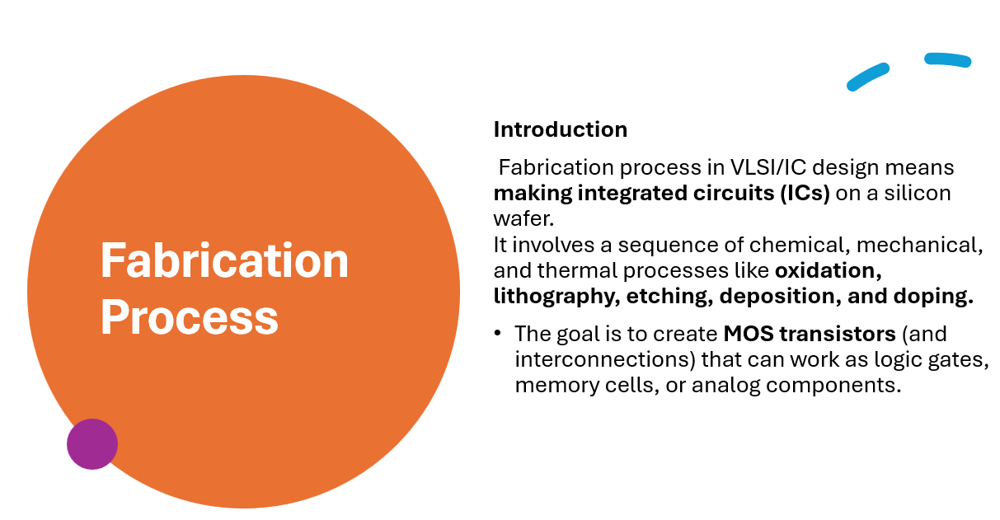 Fabrication
Process
Introduction
Fabrication process in VLSI/IC design means
making integrated circuits (ICs) on a silicon
wafer.
It involves a sequence of chemical, mechanical,
and thermal processes like oxidation,
lithography, etching, deposition, and doping.
• The goal is to create MOS transistors (and
interconnections) that can work as logic gates,
memory cells, or analog components.